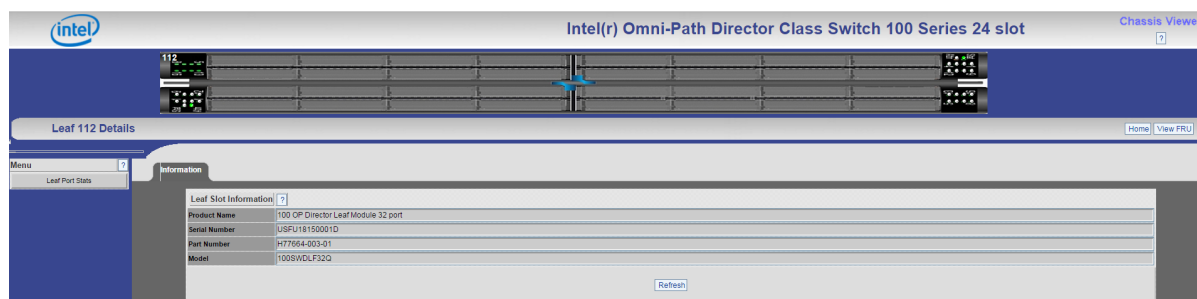 intel
Intel(r) Omni-Path Director Class Switch 100 Series 24 slot
Chassis Viewe
?
112
Leaf 112 Details
Home View FRU
Menu ?
Leaf Port Stats
Information
Leaf Slot Information ?
Product Name 100 OP Director Leaf Module 32 port
Serial Number USFU18150001D
Part Number H77664-003-01
Model 100SWDLF32Q
Refresh